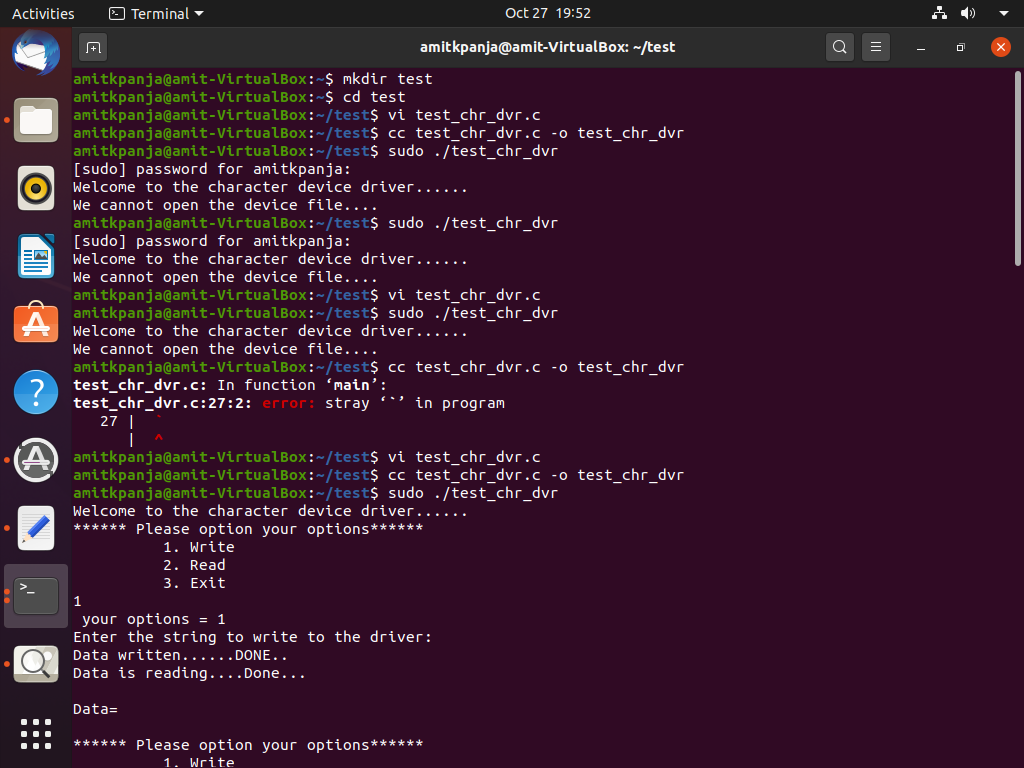 Activities
Terminal
Oct 27 19:52
amitkpanja@amit-VirtualBox: ~/test
amitkpanja@amit-VirtualBox:~$ mkdir test
amitkpanja@amit-VirtualBox:~$ cd test
amitkpanja@amit-VirtualBox:~/test$ vi test_chr_dvr.c
amitkpanja@amit-VirtualBox:~/test$ cc test_chr_dvr.c -o test_chr_dvr
amitkpanja@amit-VirtualBox:~/test$ sudo ./test_chr_dvr
[sudo] password for amitkpanja:
Welcome to the character device driver......
We cannot open the device file....
amitkpanja@amit-VirtualBox:~/test$ sudo ./test_chr_dvr
[sudo] password for amitkpanja:
Welcome to the character device driver......
We cannot open the device file....
amitkpanja@amit-VirtualBox:~/test$ vi test_chr_dvr.c
amitkpanja@amit-VirtualBox:~/test$ sudo ./test_chr_dvr
Welcome to the character device driver......
We cannot open the device file....
amitkpanja@amit-VirtualBox:~/test$ cc test_chr_dvr.c -o test_chr_dvr
test_chr_dvr.c: In function ‘main’:
test_chr_dvr.c:27:2: error: stray ‘`’ in program
   27 |  `
      |  ^
amitkpanja@amit-VirtualBox:~/test$ vi test_chr_dvr.c
amitkpanja@amit-VirtualBox:~/test$ cc test_chr_dvr.c -o test_chr_dvr
amitkpanja@amit-VirtualBox:~/test$ sudo ./test_chr_dvr
Welcome to the character device driver......
****** Please option your options******
          1. Write
          2. Read
          3. Exit
1
 your options = 1
Enter the string to write to the driver:
Data written......DONE..
Data is reading....Done...
Data=
****** Please option your options******
          1. Write